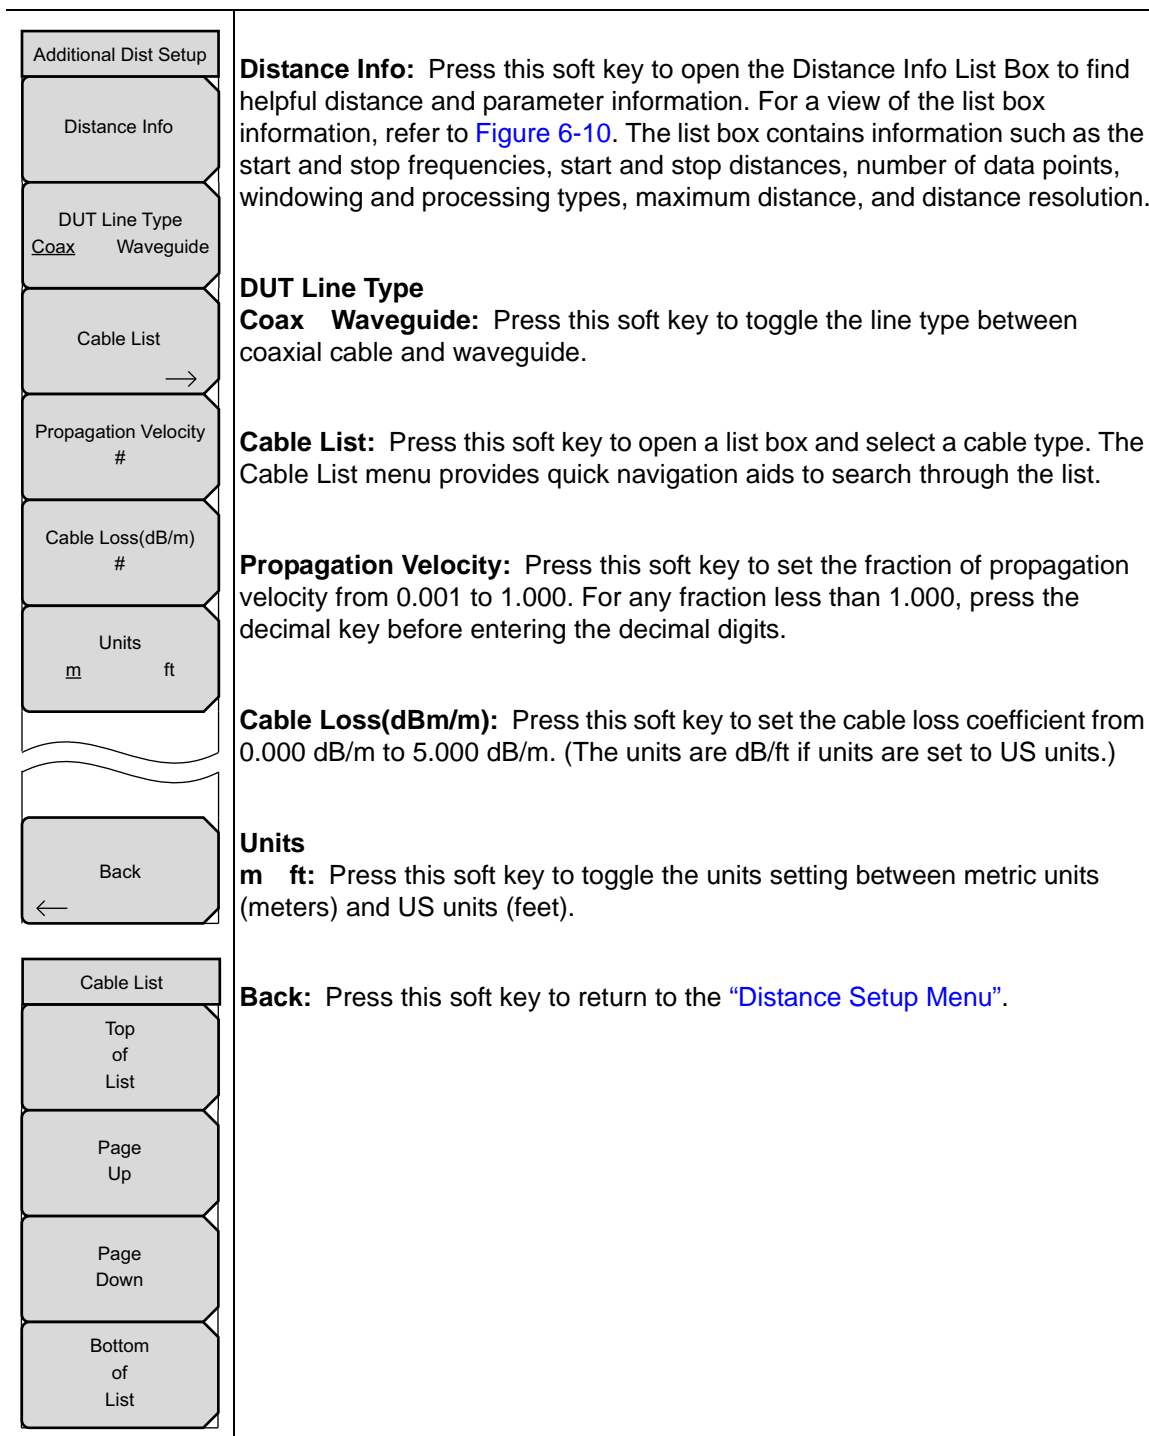 Additional Dist Setup
Distance Info
DUT Line Type
Coax Waveguide
Cable List
Propagation Velocity
#
Cable Loss(dB/m)
#
Units
m ft
Back
Cable List
Top
of
List
Page
Up
Page
Down
Bottom
of
List
Distance Info: Press this soft key to open the Distance Info List Box to find
helpful distance and parameter information. For a view of the list box
information, refer to Figure 6-10. The list box contains information such as the
start and stop frequencies, start and stop distances, number of data points,
windowing and processing types, maximum distance, and distance resolution.
DUT Line Type
Coax Waveguide: Press this soft key to toggle the line type between
coaxial cable and waveguide.
Cable List: Press this soft key to open a list box and select a cable type. The
Cable List menu provides quick navigation aids to search through the list.
Propagation Velocity: Press this soft key to set the fraction of propagation
velocity from 0.001 to 1.000. For any fraction less than 1.000, press the
decimal key before entering the decimal digits.
Cable Loss(dBm/m): Press this soft key to set the cable loss coefficient from
0.000 dB/m to 5.000 dB/m. (The units are dB/ft if units are set to US units.)
Units
m ft: Press this soft key to toggle the units setting between metric units
(meters) and US units (feet).
Back: Press this soft key to return to the “Distance Setup Menu”.